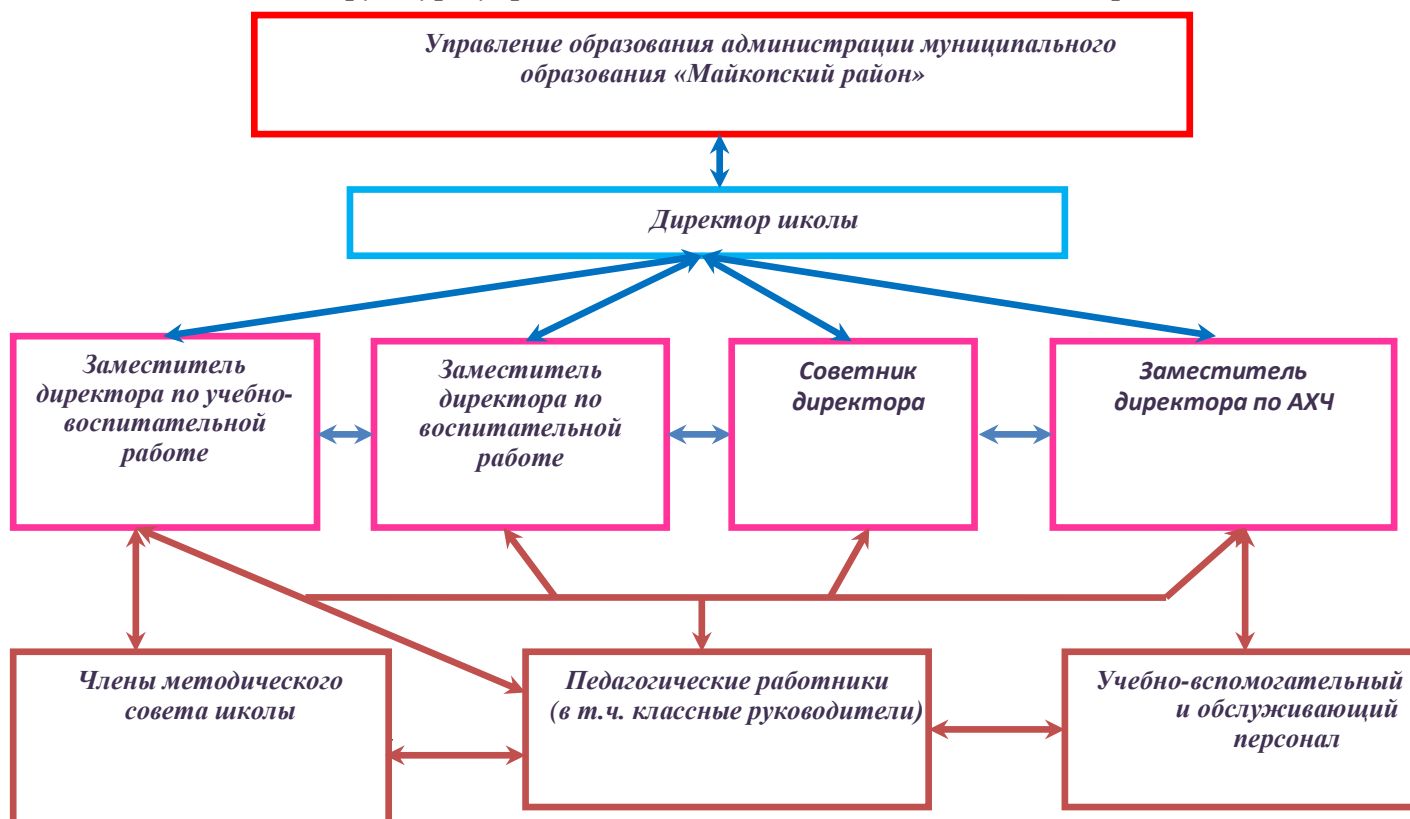 Управление образования администрации муниципального
образования «Майкопский район»
Директор школы
Заместитель
директора по учебно-
воспитательной
работе
Заместитель
директора по
воспитательной
работе
Советник
директора
Заместитель
директора по АХЧ
Члены методического
совета школы
Педагогические работники
(в т.ч. классные руководители)
Учебно-вспомогательный
и обслуживающий
персонал